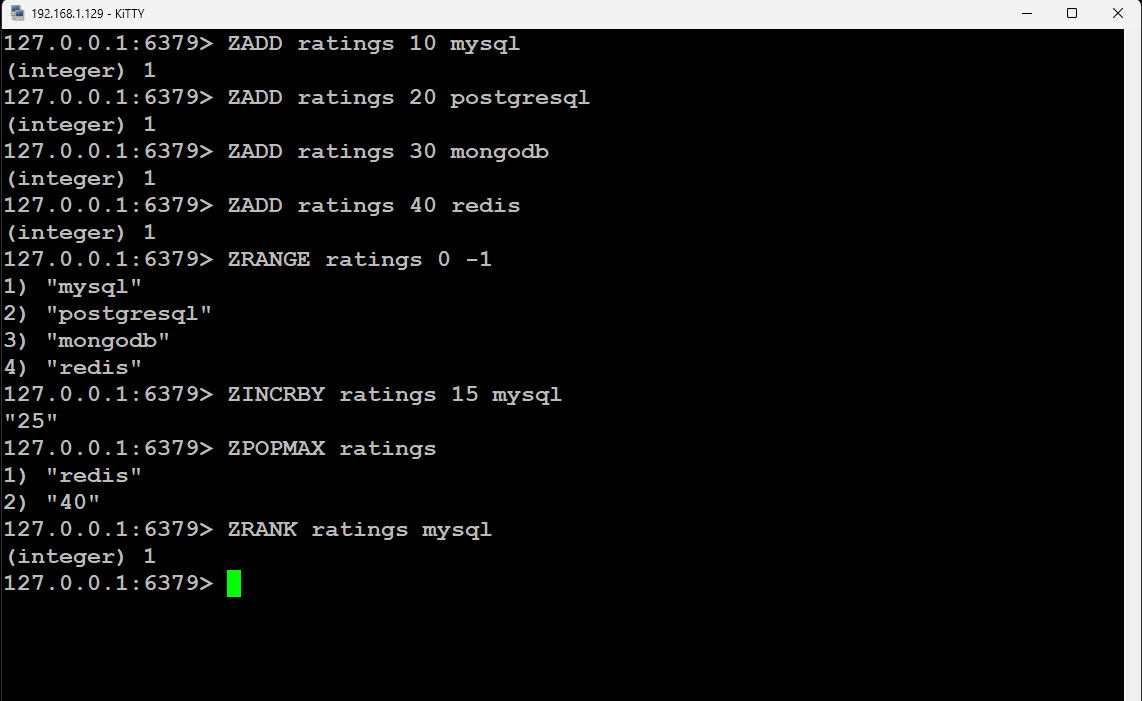 192.168.1.129 - KiTTY
127.0.0.1:6379> ZADD ratings 10 mysql
(integer) 1
127.0.0.1:6379> ZADD ratings 20 postgresql
(integer) 1
127.0.0.1:6379> ZADD ratings 30 mongodb
(integer) 1
127.0.0.1:6379> ZADD ratings 40 redis
(integer) 1
127.0.0.1:6379> ZRANGE ratings 0 -1
1) "mysql"
2) "postgresql"
3) "mongodb"
4) "redis"
127.0.0.1:6379> ZINCRBY ratings 15 mysql
"25"
127.0.0.1:6379> ZPOPMAX ratings
1) "redis"
2) "40"
127.0.0.1:6379> ZRANK ratings mysql
(integer) 1
127.0.0.1:6379>